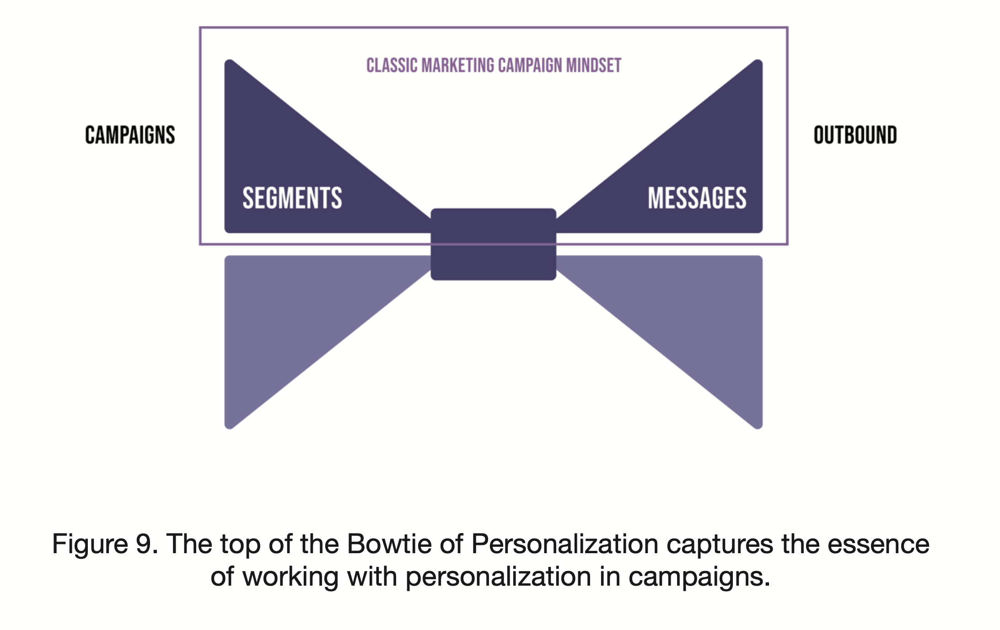 CLASSIC MARKETING CAMPAIGN MINDSET
CAMPAIGNS
OUTBOUND
SEGMENTS
MESSAGES
Figure 9. The top of the Bowtie of Personalization captures the essence
of working with personalization in campaigns.